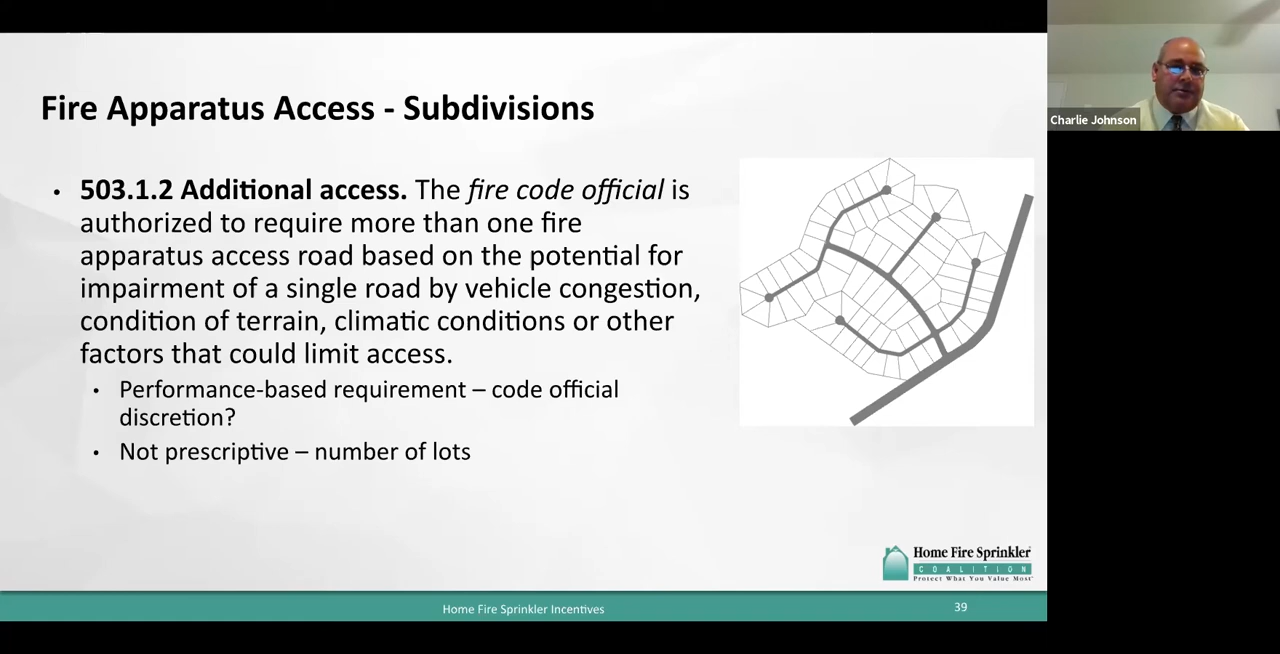 Fire Apparatus Access - Subdivisions
Charlie Johnson
• 503.1.2 Additional access. The fire code official is
authorized to require more than one fire
apparatus access road based on the potential for
impairment of a single road by vehicle congestion,
condition of terrain, climatic conditions or other
factors that could limit access.
• Performance-based requirement – code official
discretion?
• Not prescriptive – number of lots
Home Fire Sprinkler
COALITION
Protect What You Value Most
Home Fire Sprinkler Incentives
39